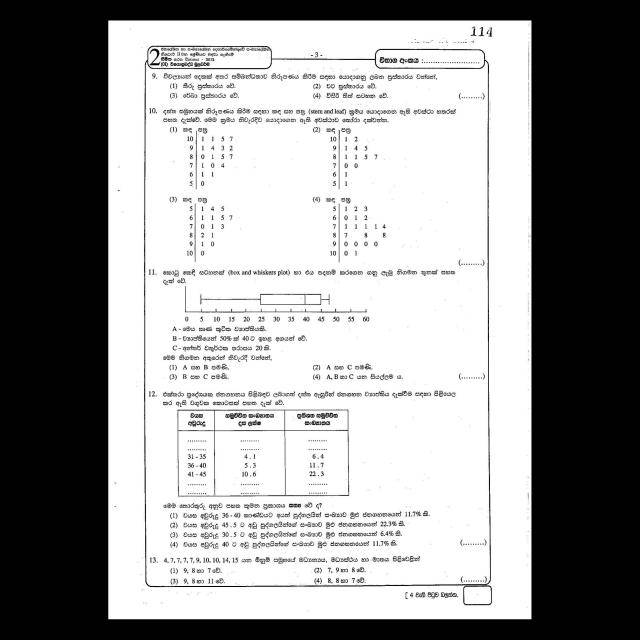 114
- 3 -
විභාග අංකය : ...................
9. විචල්‍යයන් දෙකක් අතර සම්බන්ධතාව නිරූපණය කිරීම සඳහා යොදාගනු ලබන ප්‍රස්තාරය වන්නේ,
(1) තීරු ප්‍රස්තාරය වේ. (2) වට ප්‍රස්තාරය වේ.
(3) රේඛා ප්‍රස්තාරය වේ. (4) විසිරි තිත් සටහන වේ. (.........)
10. දත්ත සමූහයක් නිරූපණය කිරීම සඳහා කඳ සහ පත්‍ර (stem and leaf) ක්‍රමය යොදාගෙන ඇති අවස්ථා හතරක්
පහත දැක්වේ. මෙම ක්‍රමය නිවැරදිව යොදාගෙන ඇති අවස්ථාව තෝරා දක්වන්න.
(1) කඳ පත්‍ර (2) කඳ පත්‍ර
10 1 1 5 7 10 1 2
9 1 4 3 2 9 1 4 5
8 0 1 5 7 8 1 1 5 7
7 1 0 4 7 0 0
6 1 1 6 1
5 0 5 1
(3) කඳ පත්‍ර (4) කඳ පත්‍ර
5 1 4 5 5 1 2 3
6 1 1 5 7 6 0 1 2
7 0 1 3 7 1 1 1 1 4
8 2 1 8 7 8 8
9 1 0 9 0 0 0 0
10 0 10 0 1
(.........)
11. කොටු කෙඳි සටහනක් (box and whiskers plot) හා එය පදනම් කරගෙන ගනු ලැබූ නිගමන තුනක් පහත
දැක් වේ.
0 5 10 15 20 25 30 35 40 45 50 55 60
A - මෙය ඍණ කුටික ව්‍යාප්තියකි.
B - ව්‍යාප්තියෙන් 50% ක් 40 ට ඉහළ අගයන් වේ.
C - අන්තර් චතුර්ථක පරාසය 20 කි.
මෙම නිගමන අතුරෙන් නිවැරදි වන්නේ,
(1) A සහ B පමණි. (2) A සහ C පමණි.
(3) B සහ C පමණි. (4) A, B හා C යන සියල්ලම ය. (.........)
12. එක්තරා ප්‍රදේශයක ජනගහනය පිළිබඳව ලබාගත් දත්ත ඇසුරින් ජනගහන ව්‍යාප්තිය දැක්වීම සඳහා පිළියෙල
කර ඇති වගුවක කොටසක් පහත දැක් වේ.
වයස සමුච්චිත සංඛ්‍යාතය ප්‍රතිශත සමුච්චිත
අවුරුදු දස ලක්ෂ සංඛ්‍යාතය
......... ......... .........
......... ......... .........
31 - 35 4 . 1 6 . 4
36 - 40 5 . 3 11 . 7
41 - 45 10 . 6 22 . 3
......... ......... .........
......... ......... .........
මෙම තොරතුරු අනුව පහත කුමන ප්‍රකාශය සත්‍ය වේ ද?
(1) වයස අවුරුදු 36 - 40 කාණ්ඩයට අයත් පුද්ගලයින් සංඛ්‍යාව මුළු ජනගහනයෙන් 11.7% කි.
(2) වයස අවුරුදු 45 . 5 ට අඩු පුද්ගලයින්ගේ සංඛ්‍යාව මුළු ජනගහනයෙන් 22.3% කි.
(3) වයස අවුරුදු 30 . 5 ට අඩු පුද්ගලයින්ගේ සංඛ්‍යාව මුළු ජනගහනයෙන් 6.4% කි.
(4) වයස අවුරුදු 40 ට අඩු පුද්ගලයින්ගේ සංඛ්‍යාව මුළු ජනගහනයෙන් 11.7% කි. (.........)
13. 4, 7, 7, 7, 7, 9, 10, 10, 14, 15 යන මිනුම් සමූහයේ මධ්‍යන්‍යය, මධ්‍යස්ථය හා මාතය පිළිවෙළින්
(1) 9, 8 හා 7 වේ. (2) 7, 9 හා 8 වේ.
(3) 9, 8 හා 11 වේ. (4) 8, 8 හා 7 වේ. (.........)
[ 4 වැනි පිටුව බලන්න.